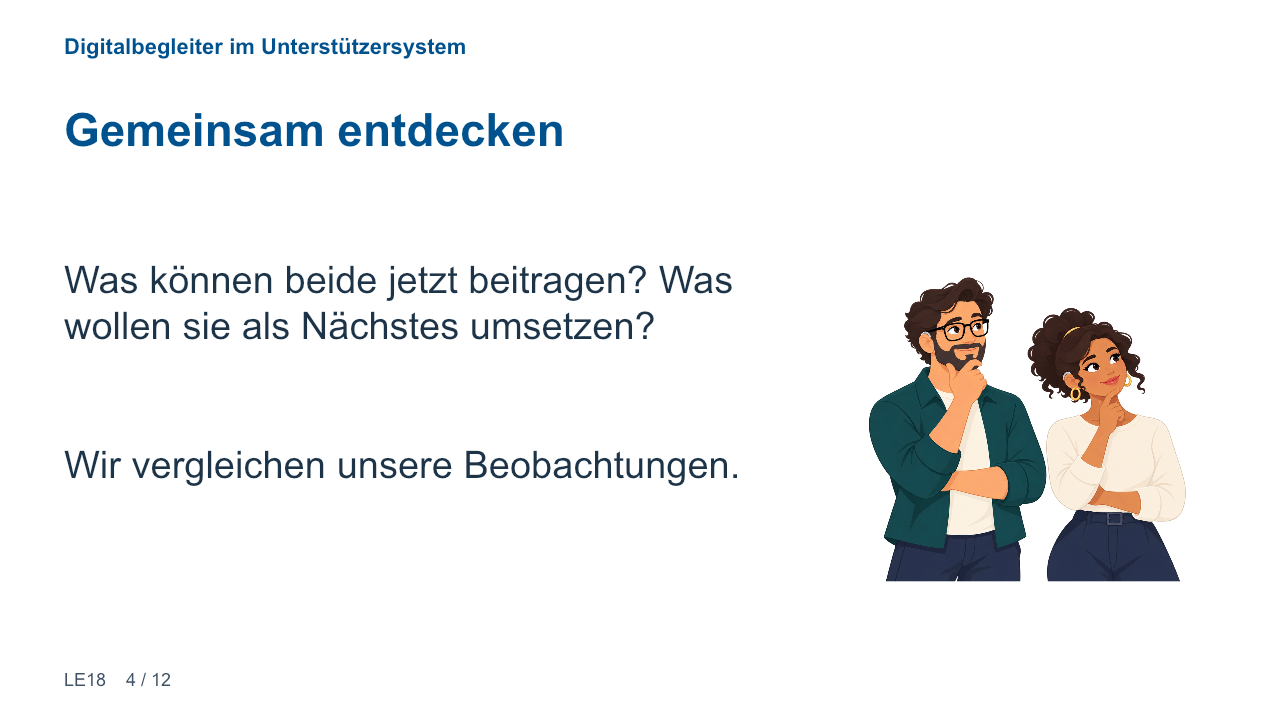 Digitalbegleiter im Unterstützersystem
Gemeinsam entdecken
Was können beide jetzt beitragen? Was
wollen sie als Nächstes umsetzen?
Wir vergleichen unsere Beobachtungen.
LE18 4 / 12